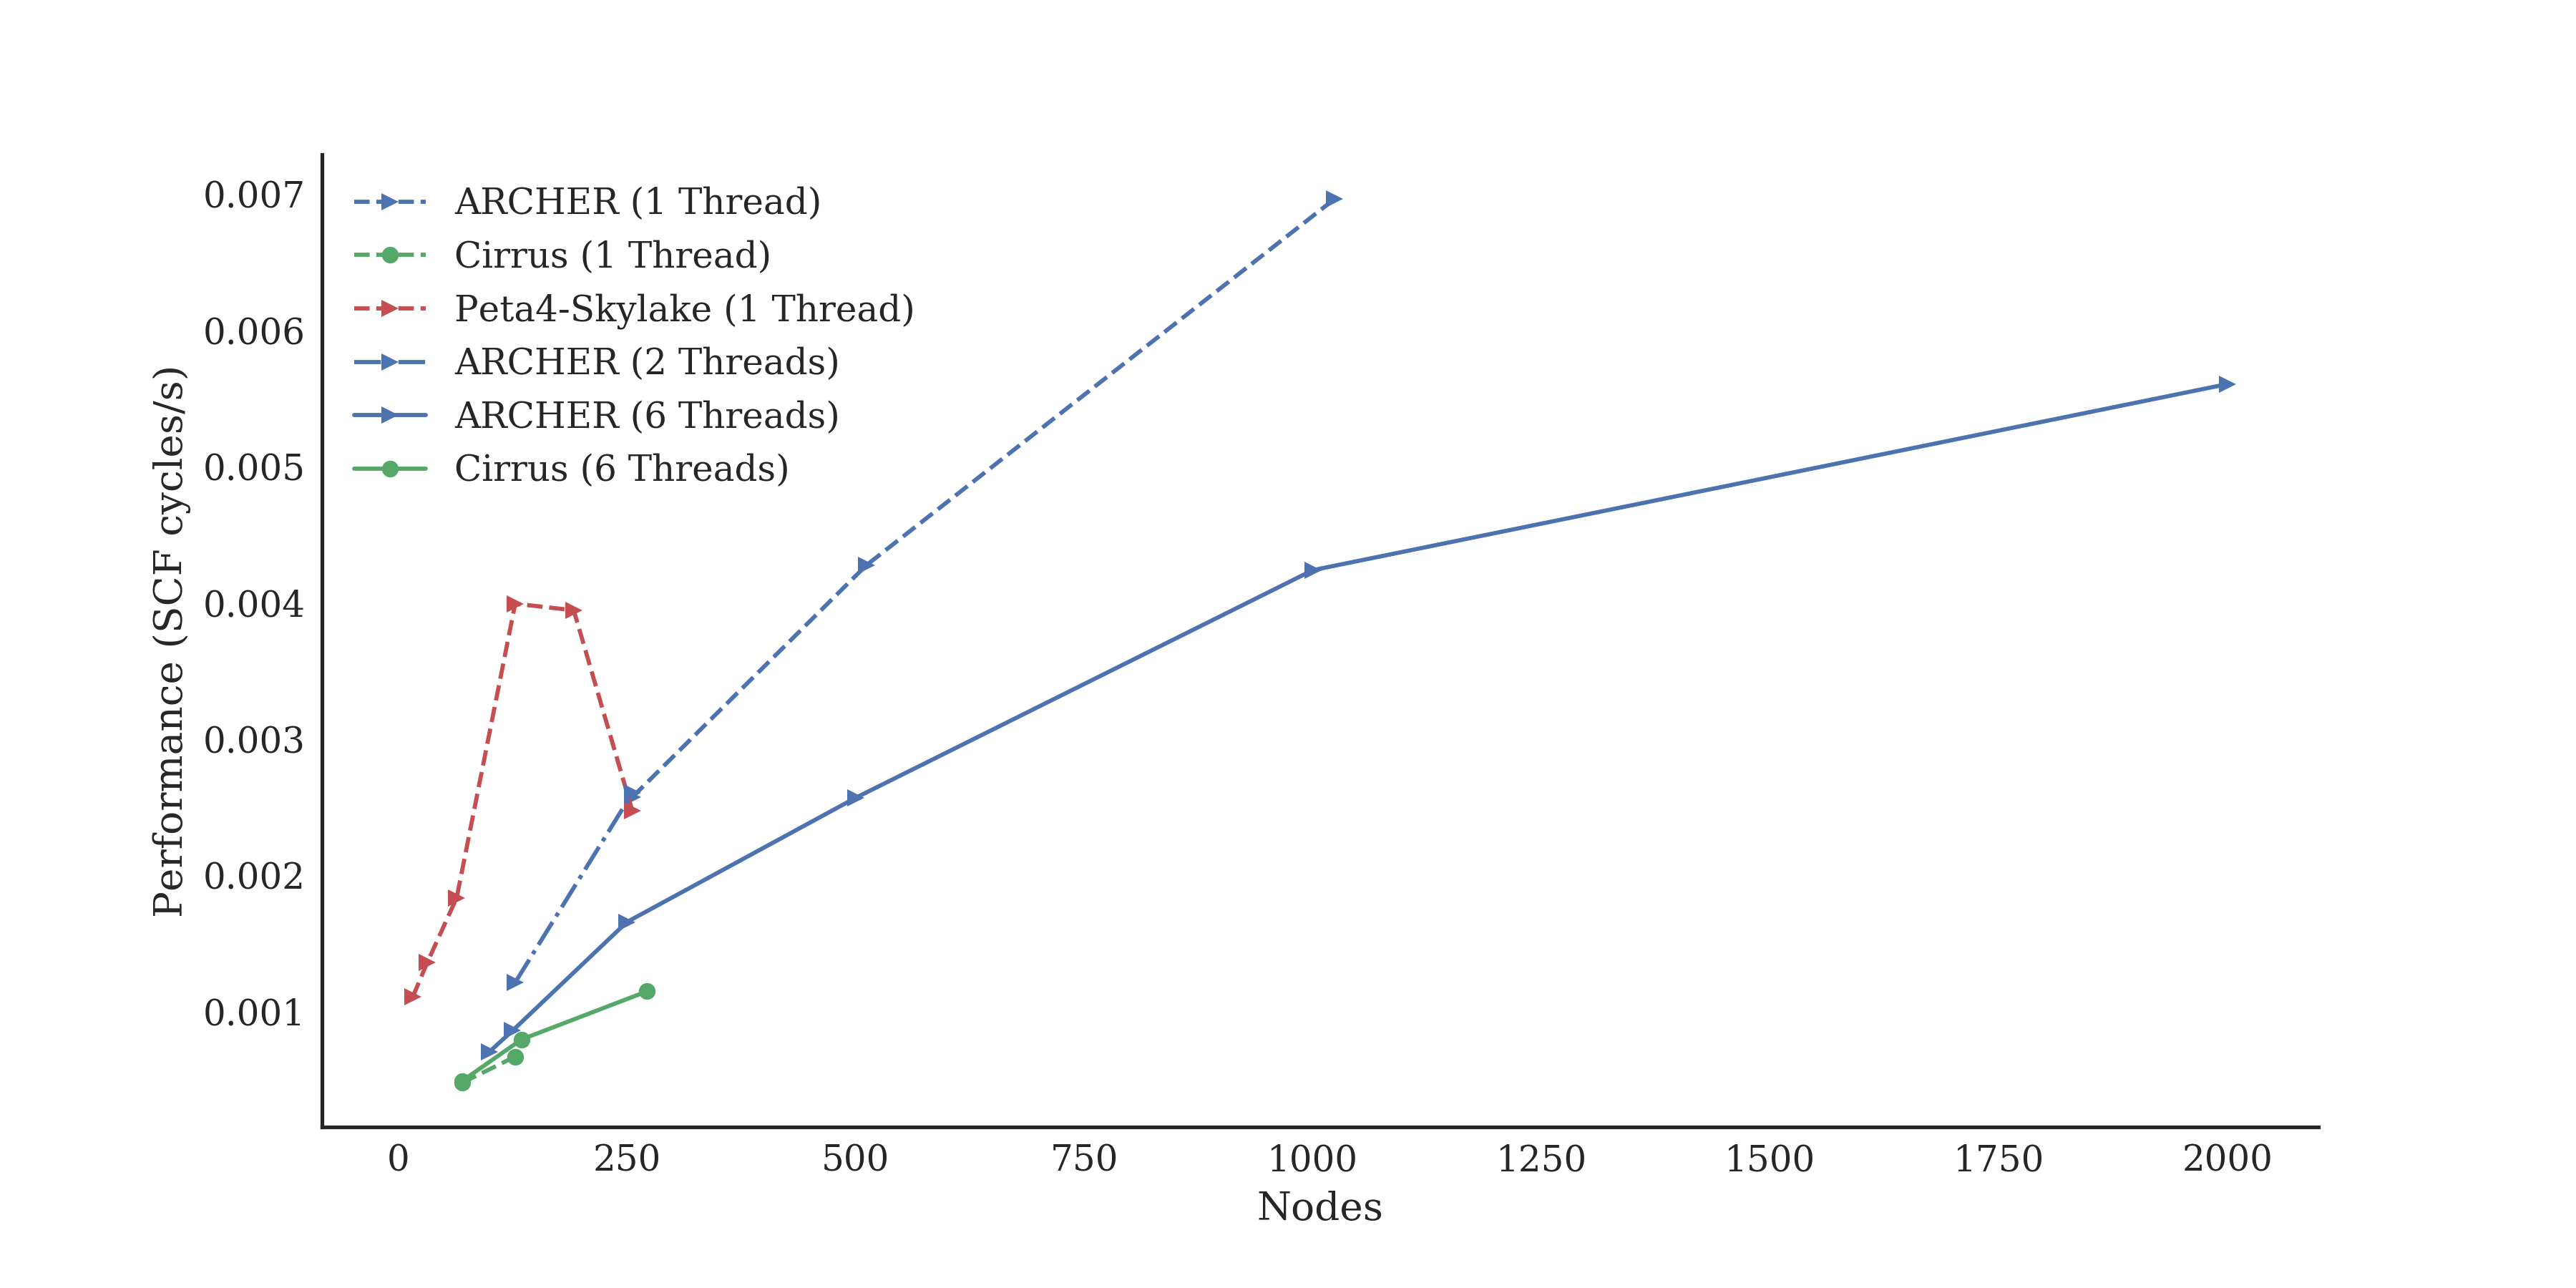 ARCHER (1 Thread)
Cirrus (1 Thread)
Peta4-Skylake (1 Thread)
ARCHER (2 Threads)
ARCHER (6 Threads)
Cirrus (6 Threads)
Performance (SCF cycles/s)
0.007
0.006
0.005
0.004
0.003
0.002
0.001
0 250 500 750 1000 1250 1500 1750 2000
Nodes